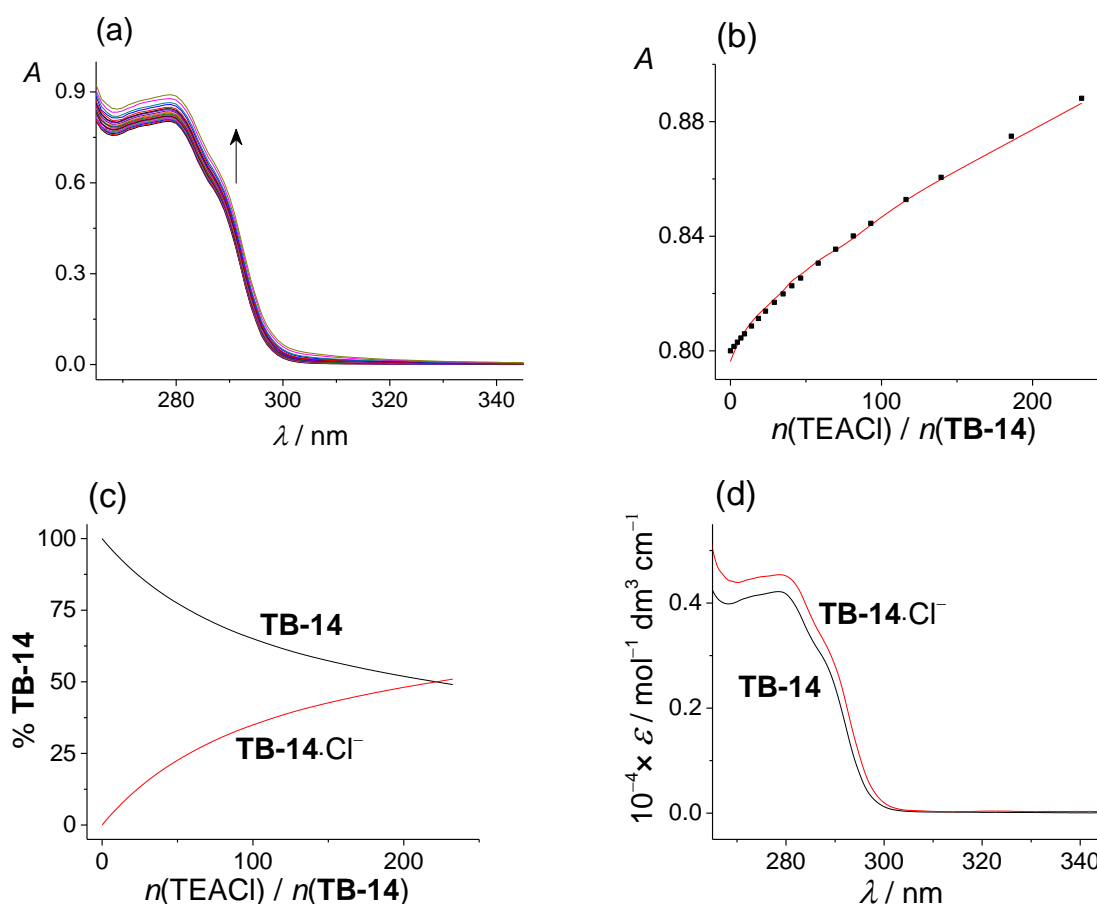 (a)
A
0.9
0.6
0.3
0.0
280 300 320 340
λ / nm
(b)
A
0.88
0.84
0.80
0 100 200
n(TEACl) / n(TB-14)
(c)
% TB-14
100
75
50
25
0
TB-14
TB-14·Cl⁻
0 100 200
n(TEACl) / n(TB-14)
(d)
10⁻⁴ × ε / mol⁻¹ dm³ cm⁻¹
0.4
0.2
0.0
TB-14·Cl⁻
TB-14
280 300 320 340
λ / nm